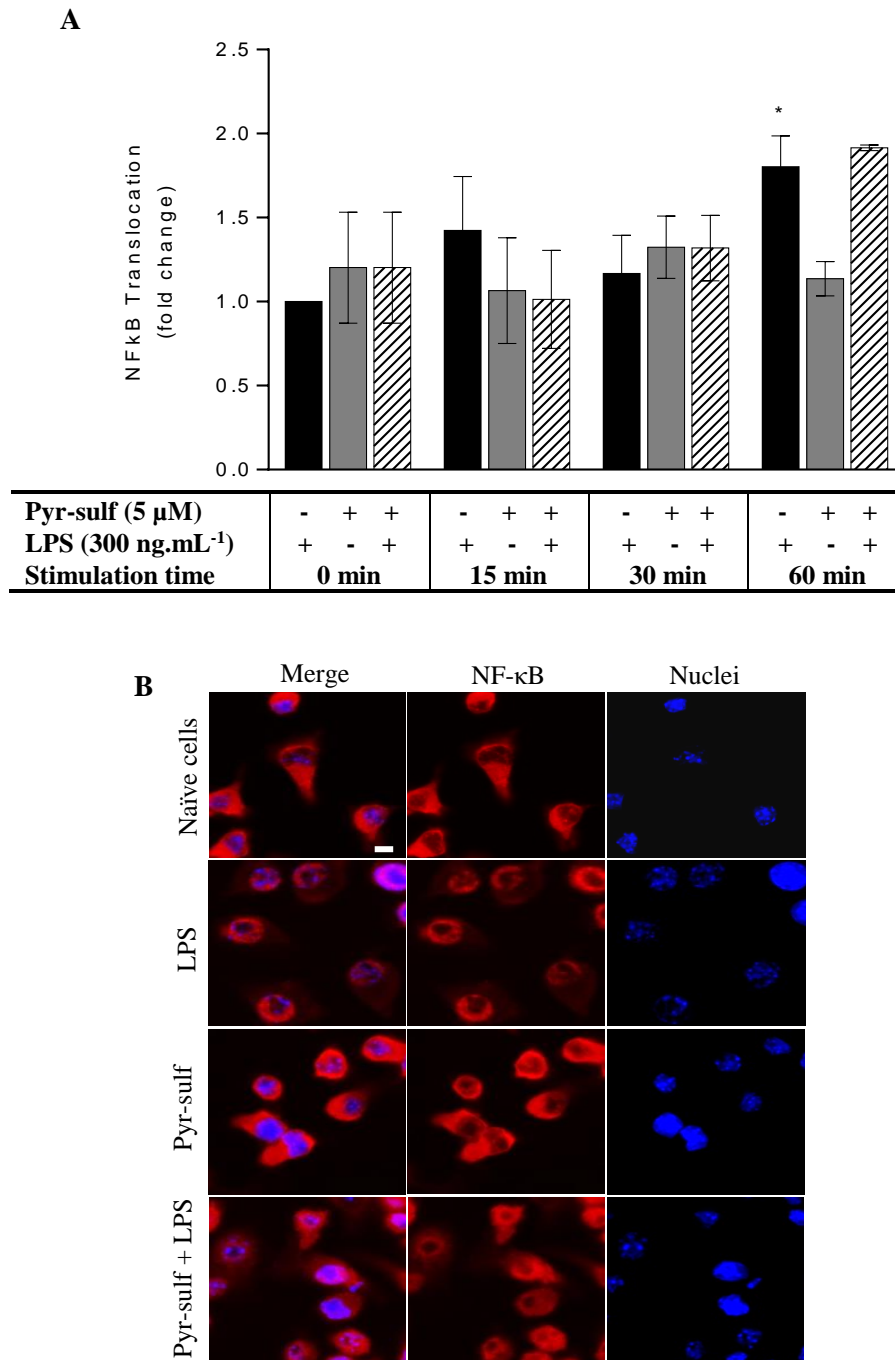 A
2.5
2.0
1.5
1.0
0.5
0.0
NFkB Translocation
(fold change)
*
Pyr-sulf (5 µM) - + + - + + - + + - + +
LPS (300 ng.mL-1) + - + + - + + - + + - +
Stimulation time 0 min 15 min 30 min 60 min
B
Merge NF-κB Nuclei
Naïve cells
LPS
Pyr-sulf
Pyr-sulf + LPS